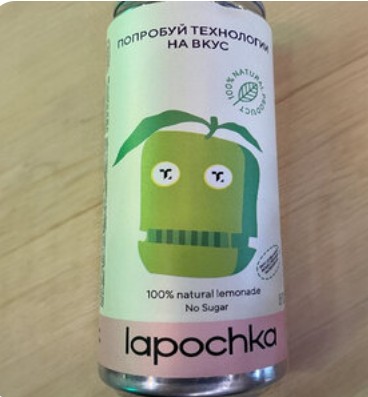 ПОПРОБУЙ ТЕХНОЛОГИИ
НА ВКУС
100% NATURAL PRODUCT
100% natural lemonade
No Sugar
lapochka